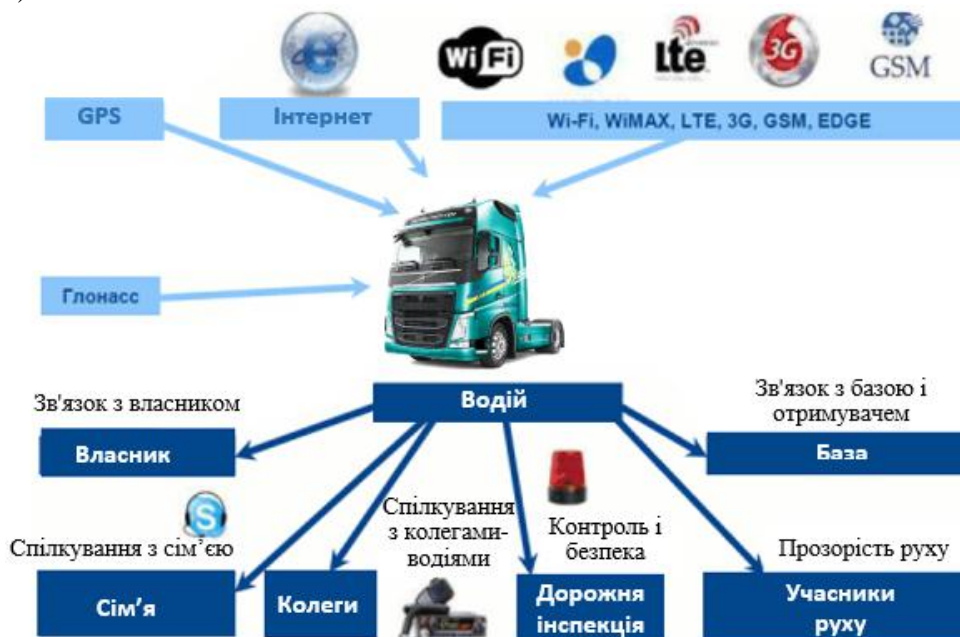 Wi Fi
Lte
3G
GSM
GPS
Інтернет
Wi-Fi, WiMAX, LTE, 3G, GSM, EDGE
Глонасс
Водій
Зв'язок з власником
Власник
Зв'язок з базою і
отримувачем
База
S
Спілкування з сім’єю
Сім’я
Спілкування
з колегами-
водіями
Колеги
Контроль і
безпека
Дорожня
інспекція
Прозорість руху
Учасники
руху